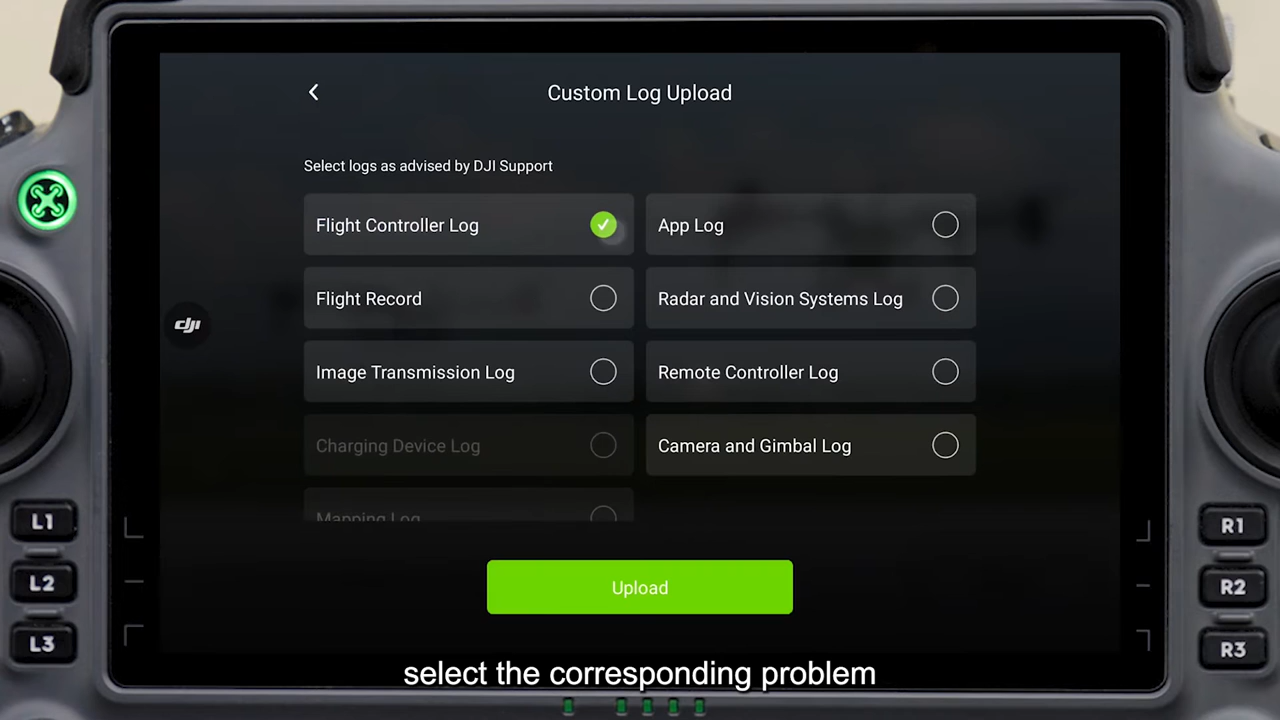 Custom Log Upload
Select logs as advised by DJI Support
Flight Controller Log
App Log
Flight Record
Radar and Vision Systems Log
Image Transmission Log
Remote Controller Log
Charging Device Log
Camera and Gimbal Log
Mapping Log
dji
Upload
L1
L2
L3
R1
R2
R3
select the corresponding problem